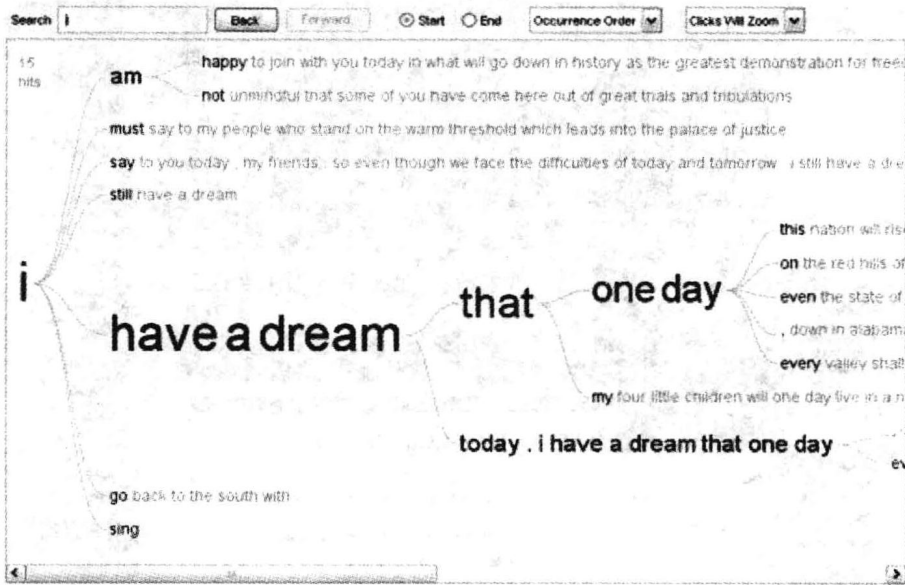 Search i Back Forward Start End Occurrence Order Clicks Will Zoom
15 hits
am
happy to join with you today in what will go down in history as the greatest demonstration for free
not unmindful that some of you have come here out of great trials and tribulations
must say to my people who stand on the warm threshold which leads into the palace of justice
say to you today , my friends , so even though we face the difficulties of today and tomorrow . i still have a dre
still have a dream
i
have a dream
that
one day
this nation will rise
on the red hills of
even the state of
, down in alabama
every valley shall
my four little children will one day live in a n
today . i have a dream that one day
ev
go back to the south with
sing